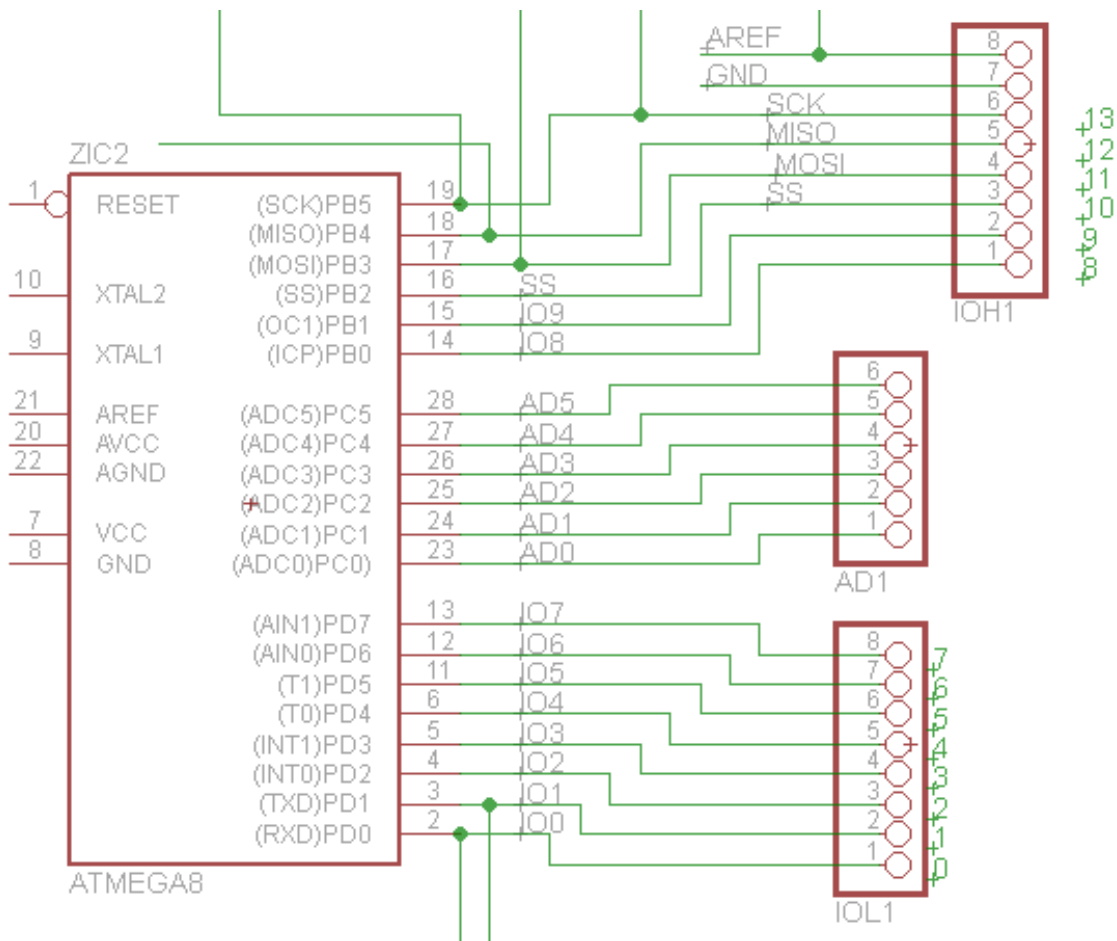 AREF
8
GND
7
SCK
6
13
MISO
5
12
MOSI
4
11
SS
3
10
2
9
1
8
IOH1
ZIC2
1
RESET
(SCK)PB5
19
(MISO)PB4
18
(MOSI)PB3
17
10
XTAL2
(SS)PB2
16
SS
(OC1)PB1
15
IO9
9
XTAL1
(ICP)PB0
14
IO8
21
AREF
(ADC5)PC5
28
AD5
6
20
AVCC
(ADC4)PC4
27
AD4
5
22
AGND
(ADC3)PC3
26
AD3
4
(ADC2)PC2
25
AD2
3
7
VCC
(ADC1)PC1
24
AD1
2
8
GND
(ADC0)PC0)
23
AD0
1
AD1
(AIN1)PD7
13
IO7
8
7
(AIN0)PD6
12
IO6
7
6
(T1)PD5
11
IO5
6
5
(T0)PD4
6
IO4
5
4
(INT1)PD3
5
IO3
4
3
(INT0)PD2
4
IO2
3
2
(TXD)PD1
3
IO1
2
1
(RXD)PD0
2
IO0
1
0
ATMEGA8
IOL1